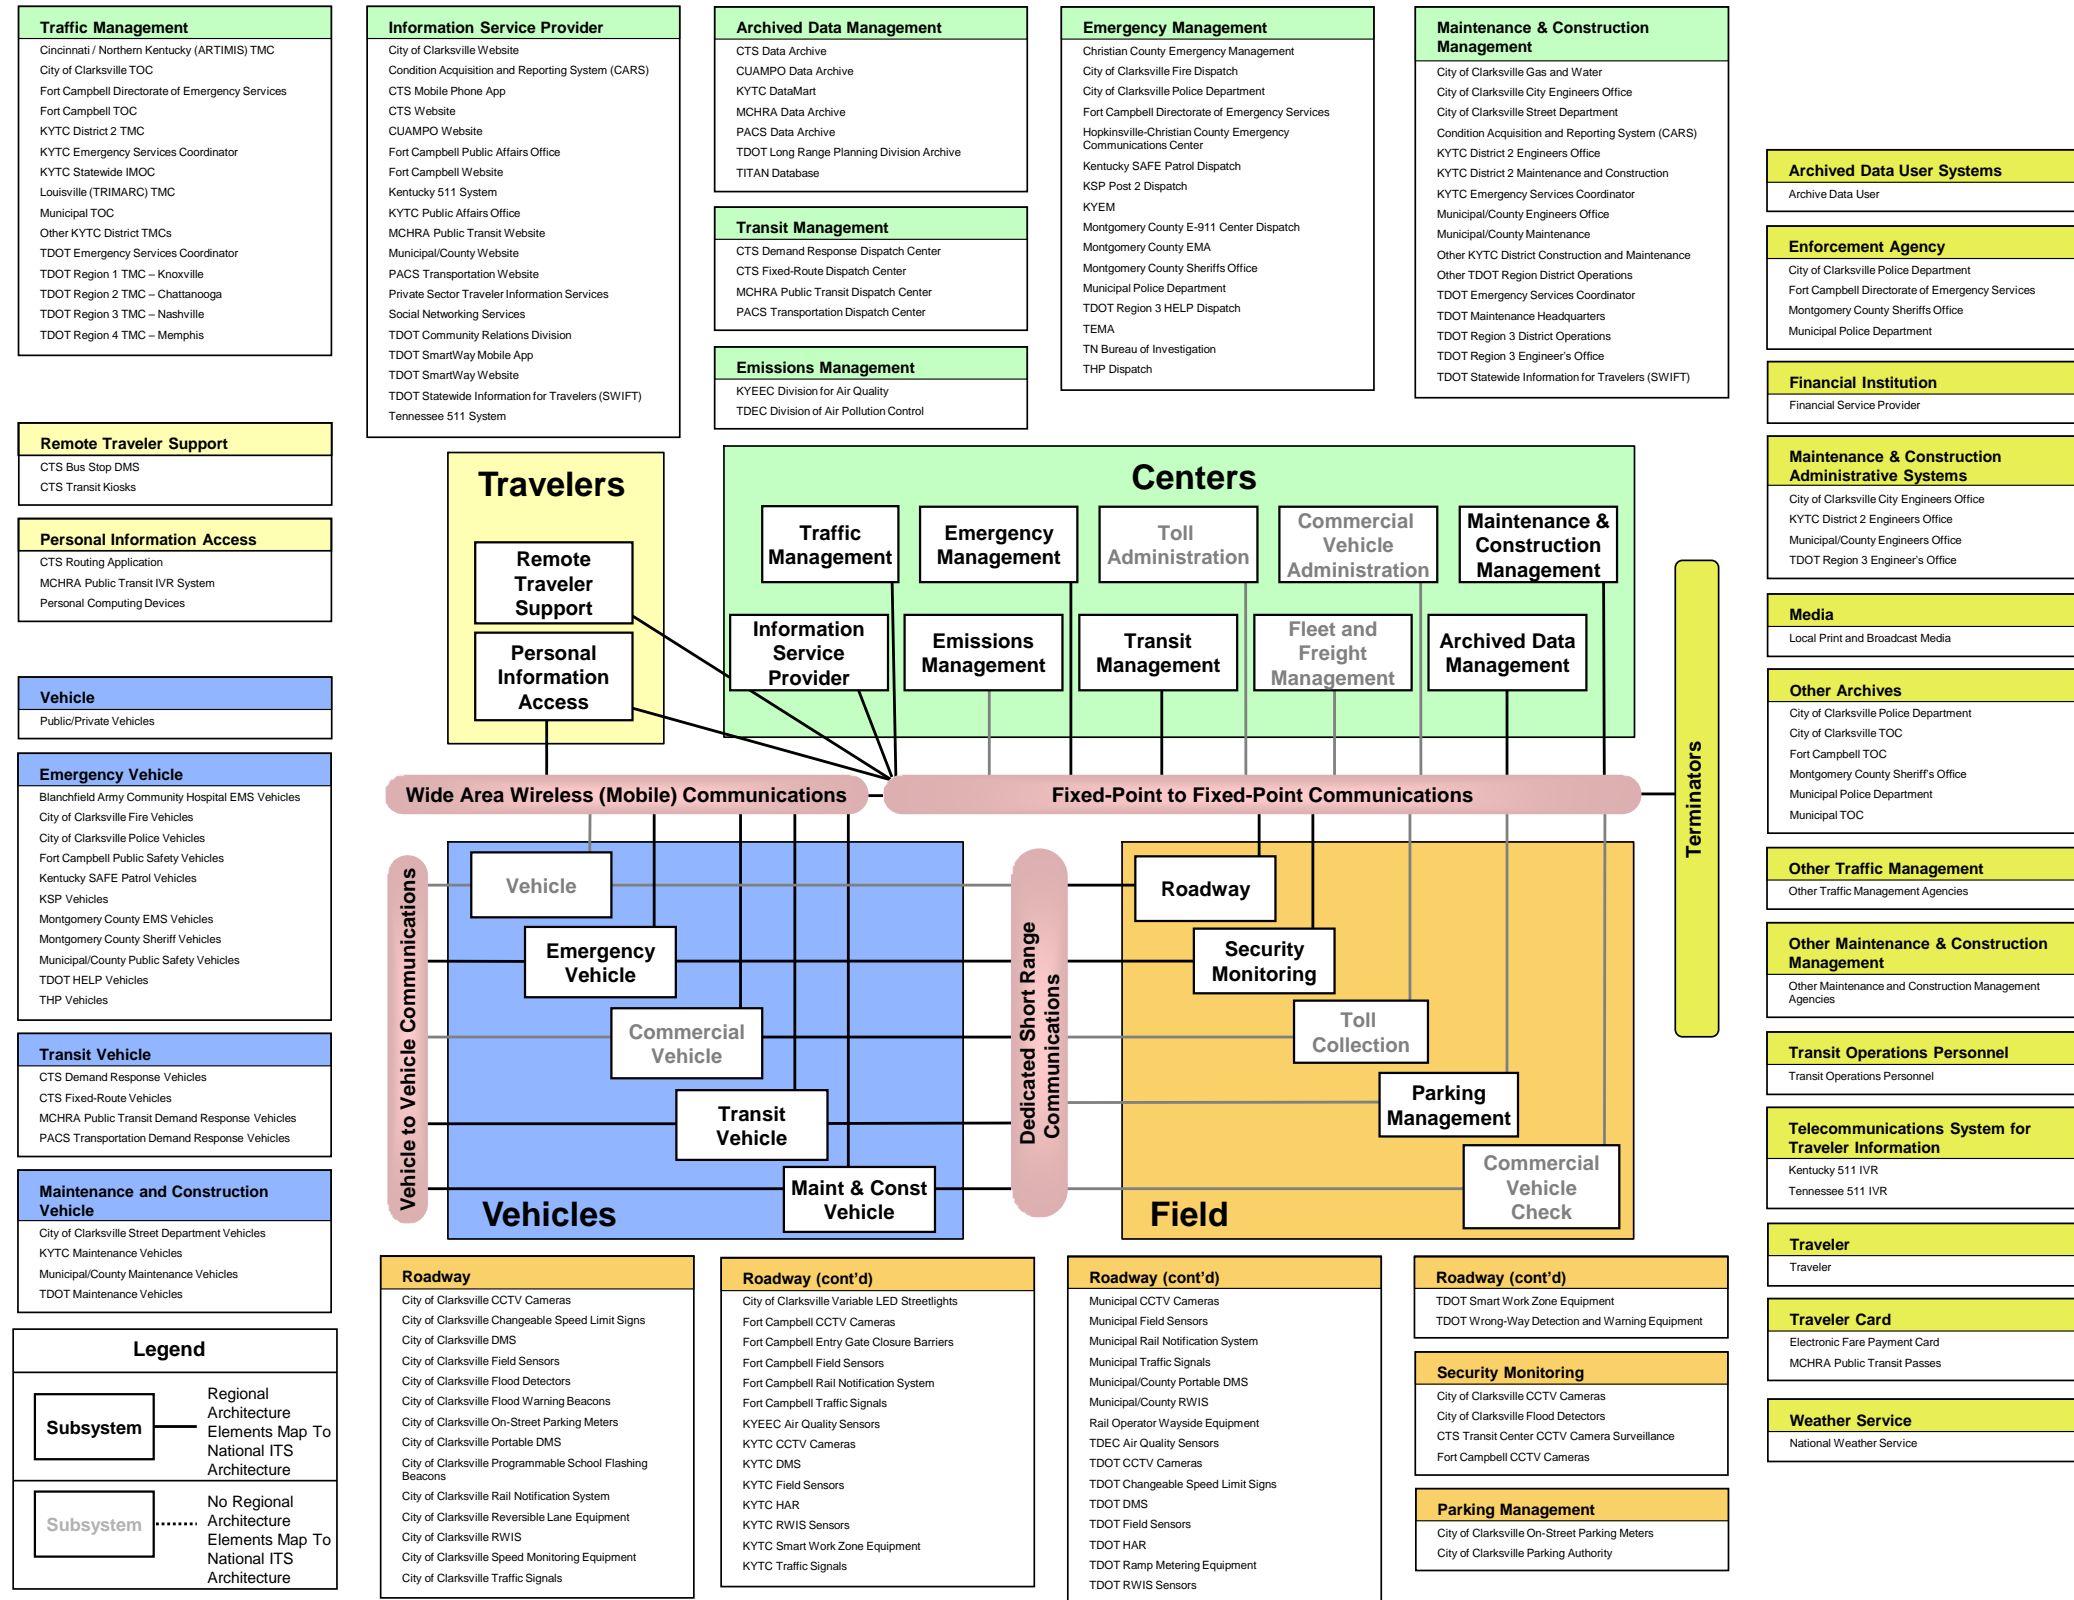 Traffic Management
Cincinnati / Northern Kentucky (ARTIMIS) TMC
City of Clarksville TOC
Fort Campbell Directorate of Emergency Services
Fort Campbell TOC
KYTC District 2 TMC
KYTC Emergency Services Coordinator
KYTC Statewide IMOC
Louisville (TRIMARC) TMC
Municipal TOC
Other KYTC District TMCs
TDOT Emergency Services Coordinator
TDOT Region 1 TMC – Knoxville
TDOT Region 2 TMC – Chattanooga
TDOT Region 3 TMC – Nashville
TDOT Region 4 TMC – Memphis
Information Service Provider
City of Clarksville Website
Condition Acquisition and Reporting System (CARS)
CTS Mobile Phone App
CTS Website
CUAMPO Website
Fort Campbell Public Affairs Office
Fort Campbell Website
Kentucky 511 System
KYTC Public Affairs Office
MCHRA Public Transit Website
Municipal/County Website
PACS Transportation Website
Private Sector Traveler Information Services
Social Networking Services
TDOT Community Relations Division
TDOT SmartWay Mobile App
TDOT SmartWay Website
TDOT Statewide Information for Travelers (SWIFT)
Tennessee 511 System
Archived Data Management
CTS Data Archive
CUAMPO Data Archive
KYTC DataMart
MCHRA Data Archive
PACS Data Archive
TDOT Long Range Planning Division Archive
TITAN Database
Transit Management
CTS Demand Response Dispatch Center
CTS Fixed-Route Dispatch Center
MCHRA Public Transit Dispatch Center
PACS Transportation Dispatch Center
Emissions Management
KYEEC Division for Air Quality
TDEC Division of Air Pollution Control
Emergency Management
Christian County Emergency Management
City of Clarksville Fire Dispatch
City of Clarksville Police Department
Fort Campbell Directorate of Emergency Services
Hopkinsville-Christian County Emergency
Communications Center
Kentucky SAFE Patrol Dispatch
KSP Post 2 Dispatch
KYEM
Montgomery County E-911 Center Dispatch
Montgomery County EMA
Montgomery County Sheriffs Office
Municipal Police Department
TDOT Region 3 HELP Dispatch
TEMA
TN Bureau of Investigation
THP Dispatch
Maintenance & Construction
Management
City of Clarksville Gas and Water
City of Clarksville City Engineers Office
City of Clarksville Street Department
Condition Acquisition and Reporting System (CARS)
KYTC District 2 Engineers Office
KYTC District 2 Maintenance and Construction
KYTC Emergency Services Coordinator
Municipal/County Engineers Office
Municipal/County Maintenance
Other KYTC District Construction and Maintenance
Other TDOT Region District Operations
TDOT Emergency Services Coordinator
TDOT Maintenance Headquarters
TDOT Region 3 District Operations
TDOT Region 3 Engineer's Office
TDOT Statewide Information for Travelers (SWIFT)
Archived Data User Systems
Archive Data User
Enforcement Agency
City of Clarksville Police Department
Fort Campbell Directorate of Emergency Services
Montgomery County Sheriffs Office
Municipal Police Department
Financial Institution
Financial Service Provider
Maintenance & Construction
Administrative Systems
City of Clarksville City Engineers Office
KYTC District 2 Engineers Office
Municipal/County Engineers Office
TDOT Region 3 Engineer's Office
Media
Local Print and Broadcast Media
Other Archives
City of Clarksville Police Department
City of Clarksville TOC
Fort Campbell TOC
Montgomery County Sheriff's Office
Municipal Police Department
Municipal TOC
Other Traffic Management
Other Traffic Management Agencies
Other Maintenance & Construction
Management
Other Maintenance and Construction Management
Agencies
Transit Operations Personnel
Transit Operations Personnel
Telecommunications System for
Traveler Information
Kentucky 511 IVR
Tennessee 511 IVR
Traveler
Traveler
Traveler Card
Electronic Fare Payment Card
MCHRA Public Transit Passes
Weather Service
National Weather Service
Remote Traveler Support
CTS Bus Stop DMS
CTS Transit Kiosks
Personal Information Access
CTS Routing Application
MCHRA Public Transit IVR System
Personal Computing Devices
Vehicle
Public/Private Vehicles
Emergency Vehicle
Blanchfield Army Community Hospital EMS Vehicles
City of Clarksville Fire Vehicles
City of Clarksville Police Vehicles
Fort Campbell Public Safety Vehicles
Kentucky SAFE Patrol Vehicles
KSP Vehicles
Montgomery County EMS Vehicles
Montgomery County Sheriff Vehicles
Municipal/County Public Safety Vehicles
TDOT HELP Vehicles
THP Vehicles
Transit Vehicle
CTS Demand Response Vehicles
CTS Fixed-Route Vehicles
MCHRA Public Transit Demand Response Vehicles
PACS Transportation Demand Response Vehicles
Maintenance and Construction
Vehicle
City of Clarksville Street Department Vehicles
KYTC Maintenance Vehicles
Municipal/County Maintenance Vehicles
TDOT Maintenance Vehicles
Legend
Subsystem
Regional
Architecture
Elements Map To
National ITS
Architecture
Subsystem
No Regional
Architecture
Elements Map To
National ITS
Architecture
Travelers
Remote
Traveler
Support
Personal
Information
Access
Centers
Traffic
Management
Emergency
Management
Toll
Administration
Commercial
Vehicle
Administration
Maintenance &
Construction
Management
Information
Service
Provider
Emissions
Management
Transit
Management
Fleet and
Freight
Management
Archived Data
Management
Terminators
Wide Area Wireless (Mobile) Communications
Fixed-Point to Fixed-Point Communications
Vehicle to Vehicle Communications
Dedicated Short Range
Communications
Vehicle
Emergency
Vehicle
Commercial
Vehicle
Transit
Vehicle
Maint & Const
Vehicle
Vehicles
Roadway
Security
Monitoring
Toll
Collection
Parking
Management
Commercial
Vehicle
Check
Field
Roadway
City of Clarksville CCTV Cameras
City of Clarksville Changeable Speed Limit Signs
City of Clarksville DMS
City of Clarksville Field Sensors
City of Clarksville Flood Detectors
City of Clarksville Flood Warning Beacons
City of Clarksville On-Street Parking Meters
City of Clarksville Portable DMS
City of Clarksville Programmable School Flashing
Beacons
City of Clarksville Rail Notification System
City of Clarksville Reversible Lane Equipment
City of Clarksville RWIS
City of Clarksville Speed Monitoring Equipment
City of Clarksville Traffic Signals
Roadway (cont'd)
City of Clarksville Variable LED Streetlights
Fort Campbell CCTV Cameras
Fort Campbell Entry Gate Closure Barriers
Fort Campbell Field Sensors
Fort Campbell Rail Notification System
Fort Campbell Traffic Signals
KYEEC Air Quality Sensors
KYTC CCTV Cameras
KYTC DMS
KYTC Field Sensors
KYTC HAR
KYTC RWIS Sensors
KYTC Smart Work Zone Equipment
KYTC Traffic Signals
Roadway (cont'd)
Municipal CCTV Cameras
Municipal Field Sensors
Municipal Rail Notification System
Municipal Traffic Signals
Municipal/County Portable DMS
Municipal/County RWIS
Rail Operator Wayside Equipment
TDEC Air Quality Sensors
TDOT CCTV Cameras
TDOT Changeable Speed Limit Signs
TDOT DMS
TDOT Field Sensors
TDOT HAR
TDOT Ramp Metering Equipment
TDOT RWIS Sensors
Roadway (cont'd)
TDOT Smart Work Zone Equipment
TDOT Wrong-Way Detection and Warning Equipment
Security Monitoring
City of Clarksville CCTV Cameras
City of Clarksville Flood Detectors
CTS Transit Center CCTV Camera Surveillance
Fort Campbell CCTV Cameras
Parking Management
City of Clarksville On-Street Parking Meters
City of Clarksville Parking Authority